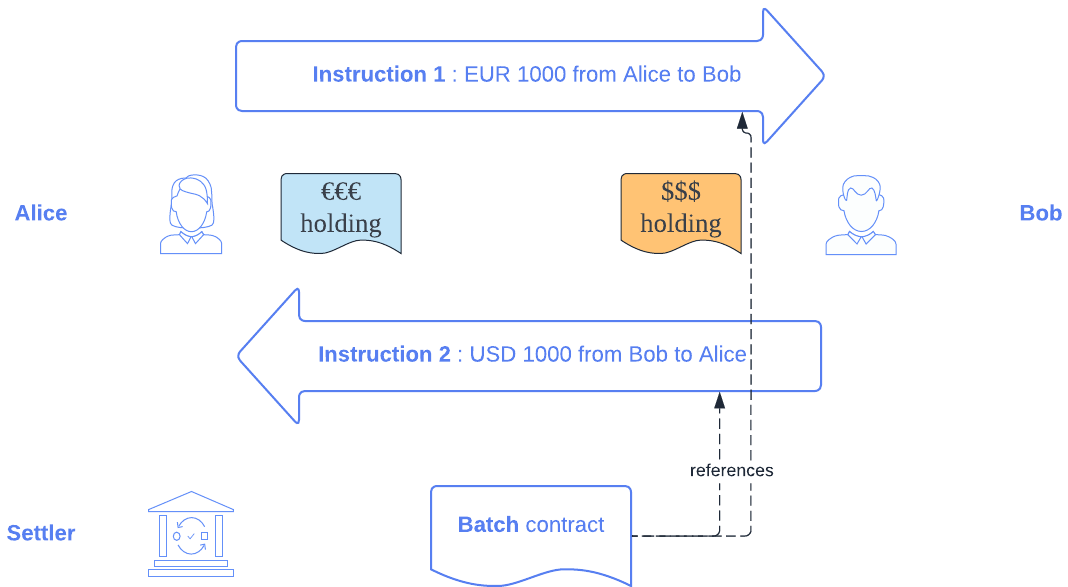 Instruction 1 : EUR 1000 from Alice to Bob
Alice
€€€
holding
$$$
holding
Bob
Instruction 2 : USD 1000 from Bob to Alice
references
Settler
Batch contract